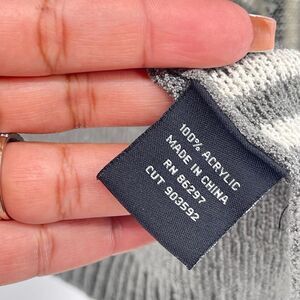 100% ACRYLIC
MADE IN CHINA
RN 86297
CUT 903592